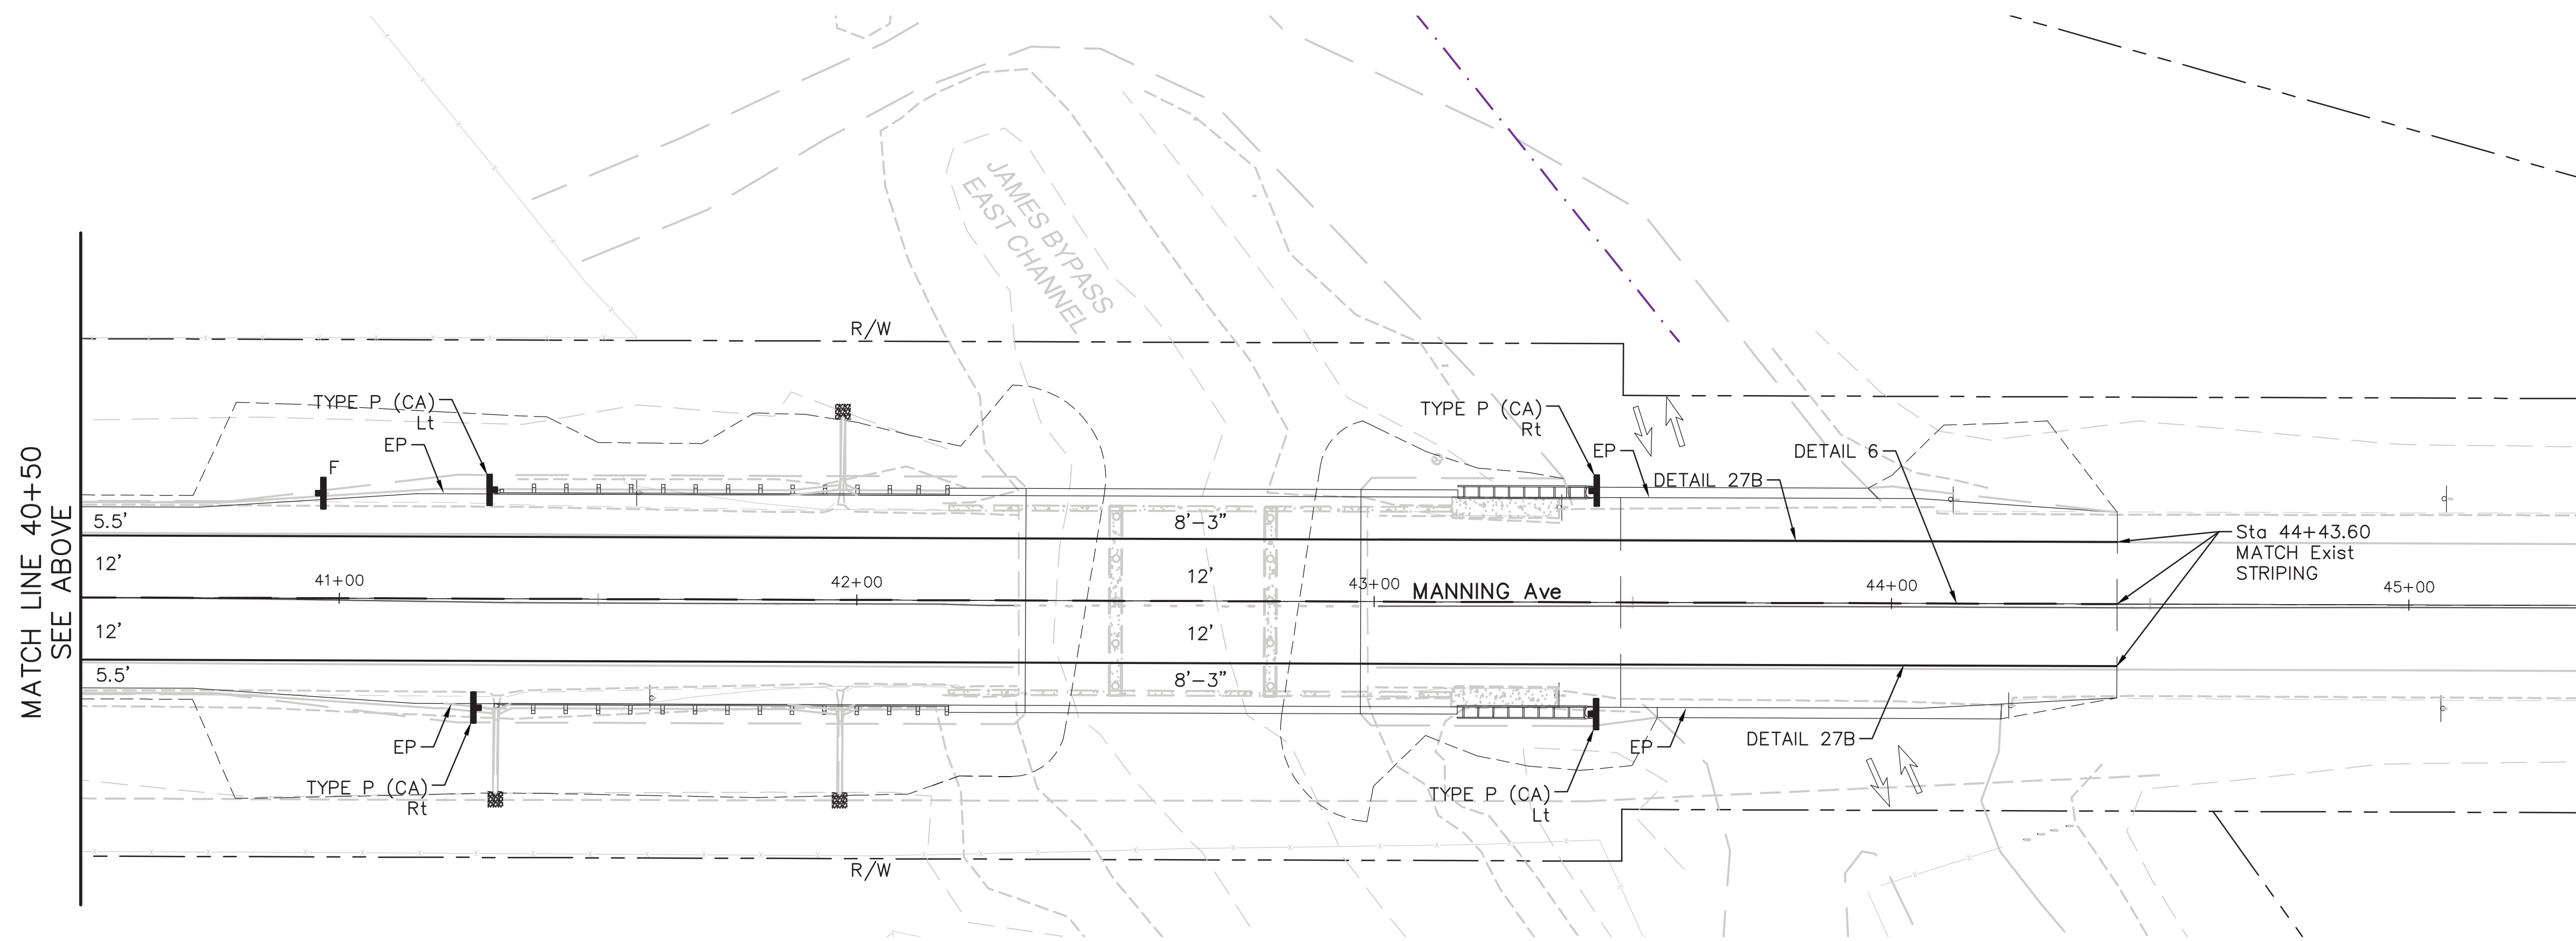 MATCH LINE 40+50
SEE ABOVE
JAMES BYPASS
EAST CHANNEL
R/W
TYPE P (CA)
Lt
EP
F
TYPE P (CA)
Rt
EP
DETAIL 27B
DETAIL 6
5.5'
8'-3"
Sta 44+43.60
MATCH Exist
STRIPING
12'
41+00
42+00
12'
43+00
MANNING Ave
44+00
45+00
12'
12'
5.5'
8'-3"
EP
TYPE P (CA)
Rt
EP
DETAIL 27B
TYPE P (CA)
Lt
R/W